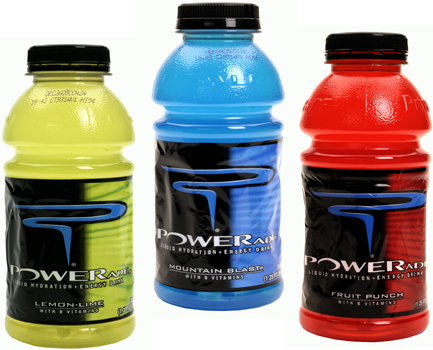 POWERADE
LIQUID HYDRATION + ENERGY DRINK
LEMON-LIME
WITH B VITAMINS
POWERADE
LIQUID HYDRATION + ENERGY DRINK
MOUNTAIN BLAST
WITH B VITAMINS
POWERADE
LIQUID HYDRATION + ENERGY DRINK
FRUIT PUNCH
WITH B VITAMINS